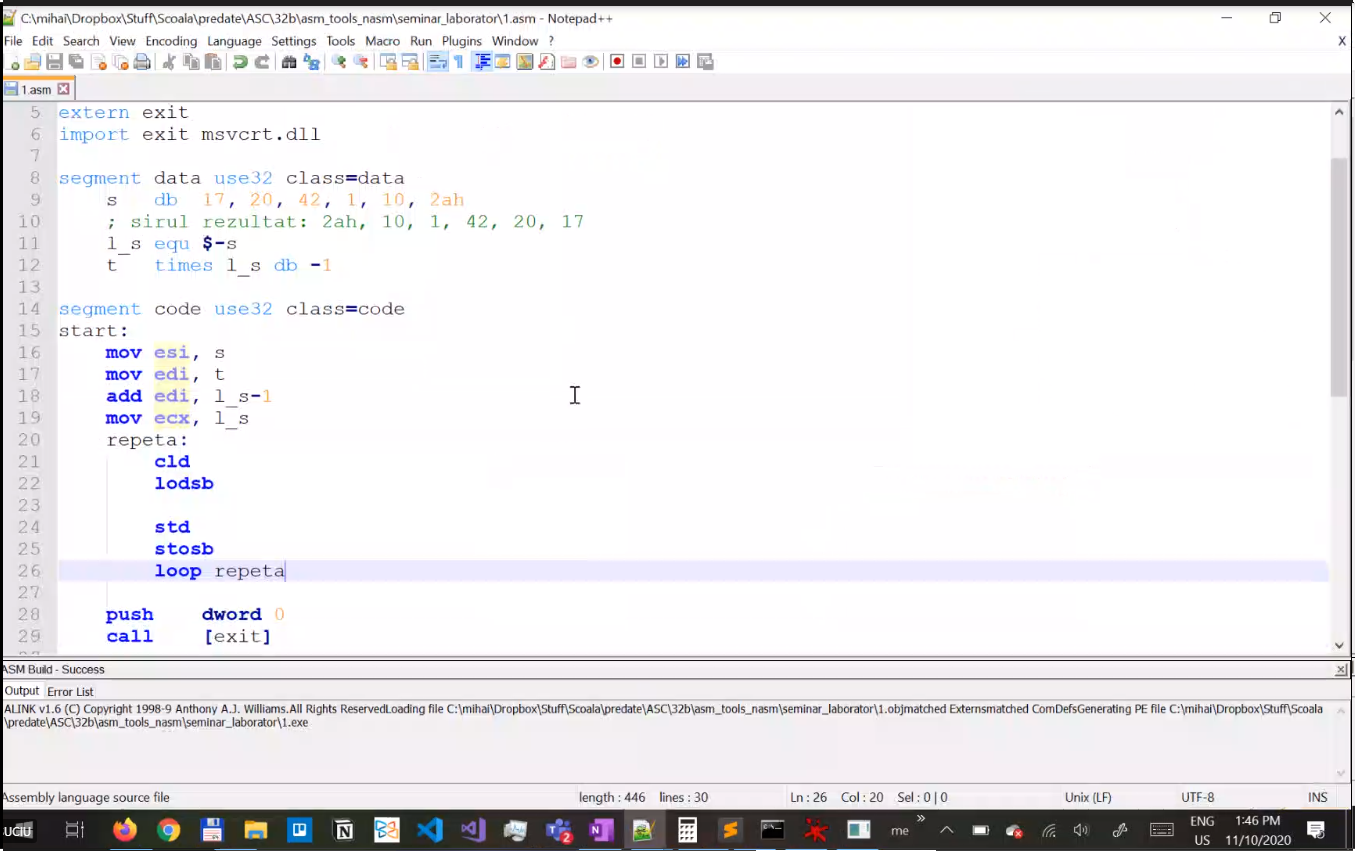 C:\mihai\Dropbox\Stuff\Scoala\predate\ASC\32b\asm_tools_nasm\seminar_laborator\1.asm - Notepad++
File Edit Search View Encoding Language Settings Tools Macro Run Plugins Window ? X
1.asm
5 extern exit
6 import exit msvcrt.dll
7
8 segment data use32 class=data
9 s db 17, 20, 42, 1, 10, 2ah
10 ; sirul rezultat: 2ah, 10, 1, 42, 20, 17
11 l_s equ $-s
12 t times l_s db -1
13
14 segment code use32 class=code
15 start:
16 mov esi, s
17 mov edi, t
18 add edi, l_s-1
19 mov ecx, l_s
20 repeta:
21 cld
22 lodsb
23
24 std
25 stosb
26 loop repeta
27
28 push dword 0
29 call [exit]
ASM Build - Success
Output Error List
ALINK v1.6 (C) Copyright 1998-9 Anthony A.J. Williams.All Rights ReservedLoading file C:\mihai\Dropbox\Stuff\Scoala\predate\ASC\32b\asm_tools_nasm\seminar_laborator\1.objmatched Externsmatched ComDefsGenerating PE file C:\mihai\Dropbox\Stuff\Scoala
\predate\ASC\32b\asm_tools_nasm\seminar_laborator\1.exe
Assembly language source file length : 446 lines : 30 Ln : 26 Col : 20 Sel : 0 | 0 Unix (LF) UTF-8 INS
UCIU me ENG 1:46 PM
US 11/10/2020